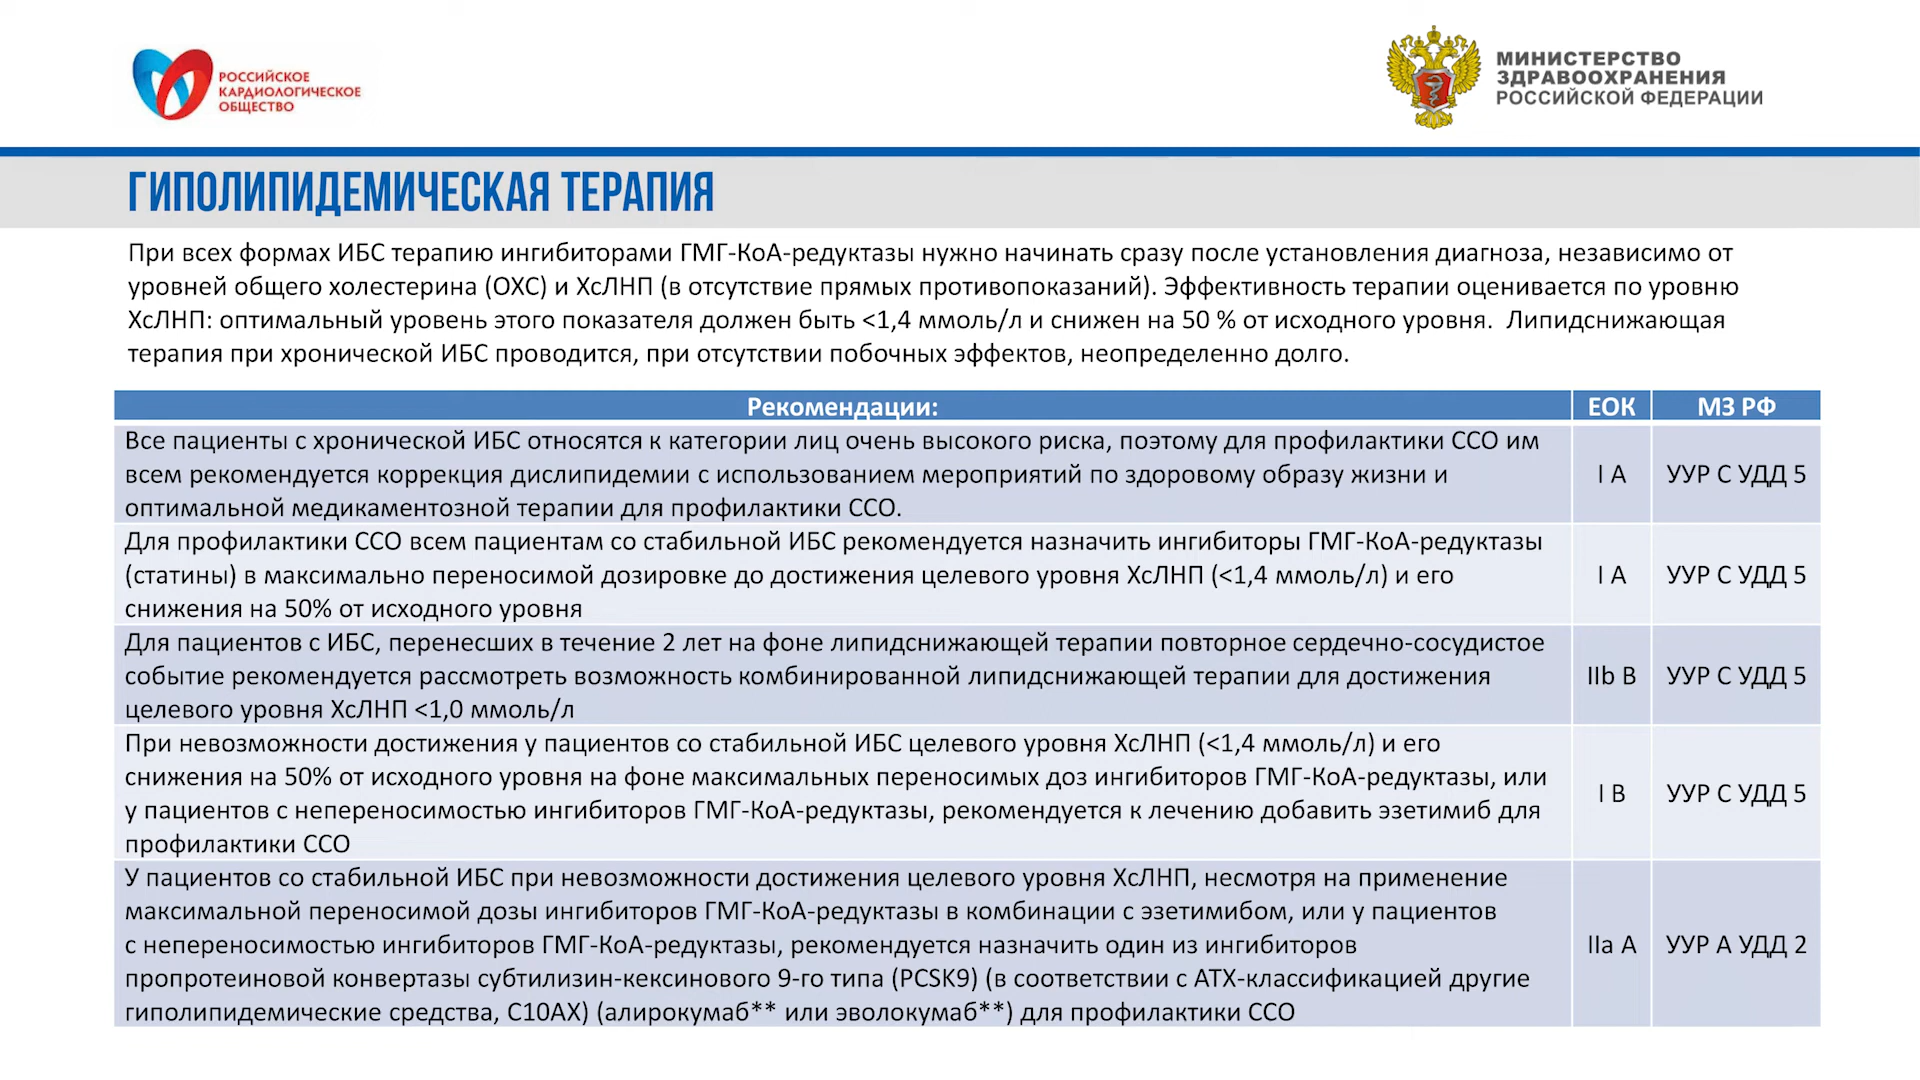 РОССИЙСКОЕ
КАРДИОЛОГИЧЕСКОЕ
ОБЩЕСТВО
МИНИСТЕРСТВО
ЗДРАВООХРАНЕНИЯ
РОССИЙСКОЙ ФЕДЕРАЦИИ
ГИПОЛИПИДЕМИЧЕСКАЯ ТЕРАПИЯ
При всех формах ИБС терапию ингибиторами ГМГ-КоА-редуктазы нужно начинать сразу после установления диагноза, независимо от
уровней общего холестерина (ОХС) и ХсЛНП (в отсутствие прямых противопоказаний). Эффективность терапии оценивается по уровню
ХсЛНП: оптимальный уровень этого показателя должен быть <1,4 ммоль/л и снижен на 50 % от исходного уровня. Липидснижающая
терапия при хронической ИБС проводится, при отсутствии побочных эффектов, неопределенно долго.
Рекомендации: ЕОК МЗ РФ
Все пациенты с хронической ИБС относятся к категории лиц очень высокого риска, поэтому для профилактики ССО им
всем рекомендуется коррекция дислипидемии с использованием мероприятий по здоровому образу жизни и
оптимальной медикаментозной терапии для профилактики ССО.
I A
УУР С УДД 5
Для профилактики ССО всем пациентам со стабильной ИБС рекомендуется назначить ингибиторы ГМГ-КоА-редуктазы
(статины) в максимально переносимой дозировке до достижения целевого уровня ХсЛНП (<1,4 ммоль/л) и его
снижения на 50% от исходного уровня
I A
УУР С УДД 5
Для пациентов с ИБС, перенесших в течение 2 лет на фоне липидснижающей терапии повторное сердечно-сосудистое
событие рекомендуется рассмотреть возможность комбинированной липидснижающей терапии для достижения
целевого уровня ХсЛНП <1,0 ммоль/л
IIb B
УУР С УДД 5
При невозможности достижения у пациентов со стабильной ИБС целевого уровня ХсЛНП (<1,4 ммоль/л) и его
снижения на 50% от исходного уровня на фоне максимальных переносимых доз ингибиторов ГМГ-КоА-редуктазы, или
у пациентов с непереносимостью ингибиторов ГМГ-КоА-редуктазы, рекомендуется к лечению добавить эзетимиб для
профилактики ССО
I B
УУР С УДД 5
У пациентов со стабильной ИБС при невозможности достижения целевого уровня ХсЛНП, несмотря на применение
максимальной переносимой дозы ингибиторов ГМГ-КоА-редуктазы в комбинации с эзетимибом, или у пациентов
с непереносимостью ингибиторов ГМГ-КоА-редуктазы, рекомендуется назначить один из ингибиторов
пропротеиновой конвертазы субтилизин-кексинового 9-го типа (PCSK9) (в соответствии с АТХ-классификацией другие
гиполипидемические средства, C10AX) (алирокумаб** или эволокумаб**) для профилактики ССО
IIa A
УУР А УДД 2